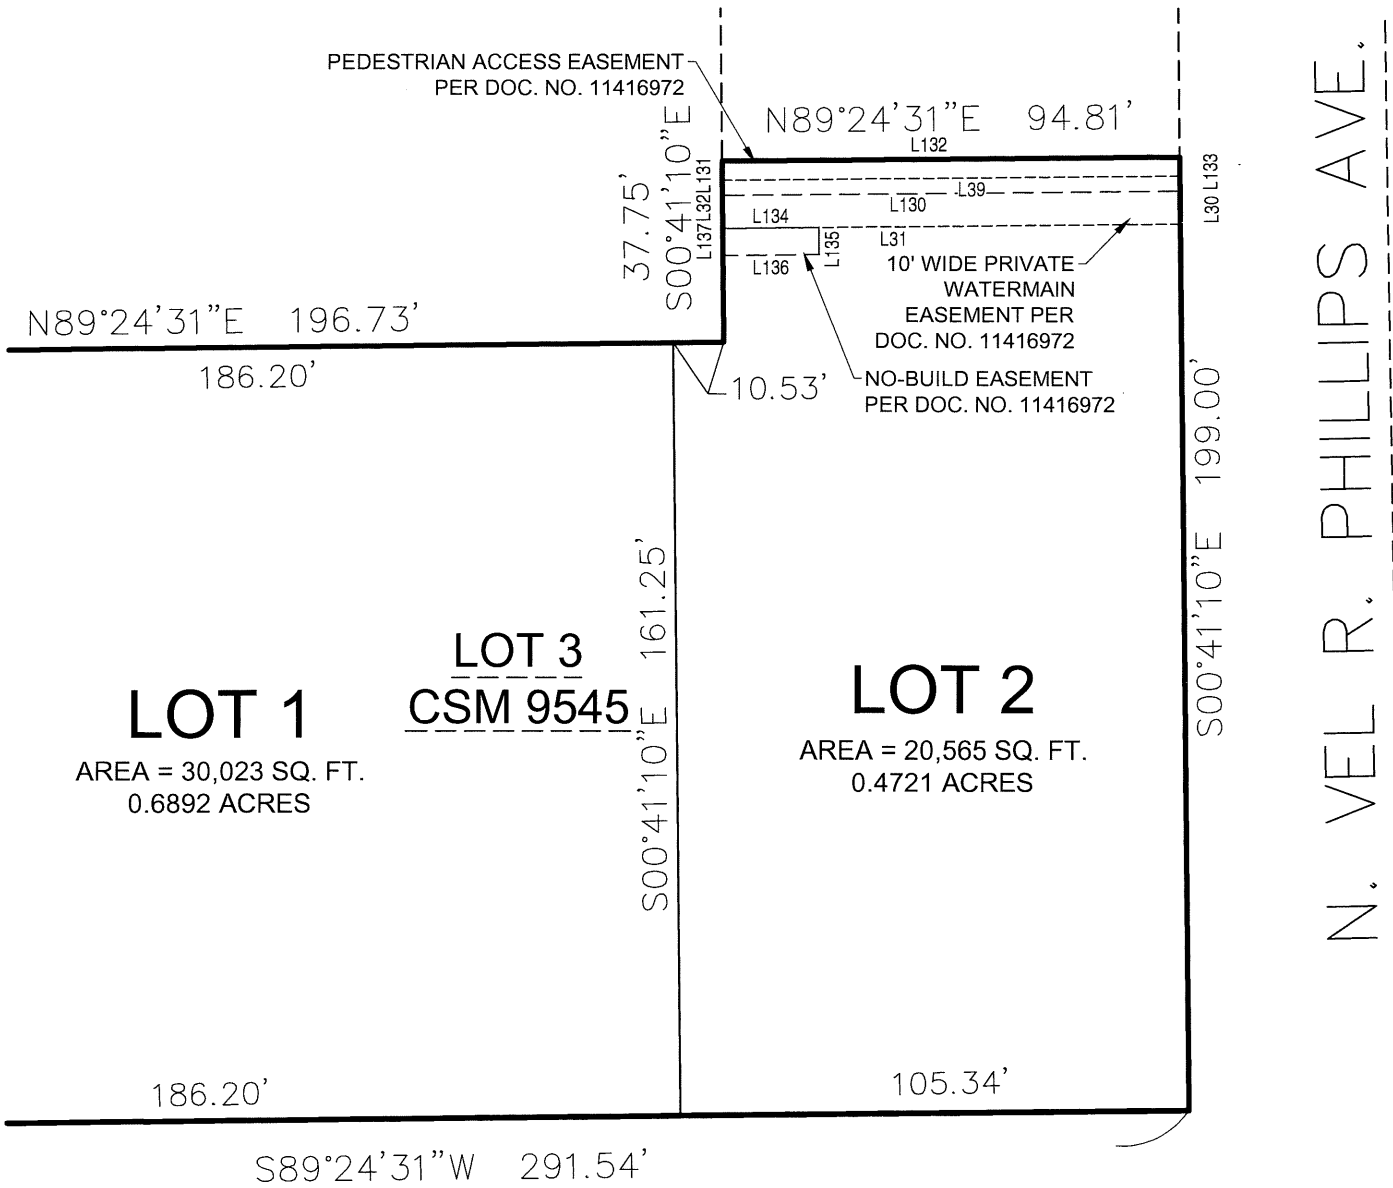 PEDESTRIAN ACCESS EASEMENT
PER DOC. NO. 11416972
N89°24'31"E 94.81'
L132
37.75'
S00°41'10"E
L131
L32
L137
L133
L30
L39
L130
L134
L31
L135
L136
10' WIDE PRIVATE
WATERMAIN
EASEMENT PER
DOC. NO. 11416972
NO-BUILD EASEMENT
PER DOC. NO. 11416972
N89°24'31"E 196.73'
186.20'
10.53'
S00°41'10"E 199.00'
N. VEL R. PHILLIPS AVE.
S00°41'10"E 161.25'
LOT 3
CSM 9545
LOT 1
AREA = 30,023 SQ. FT.
0.6892 ACRES
LOT 2
AREA = 20,565 SQ. FT.
0.4721 ACRES
186.20'
105.34'
S89°24'31"W 291.54'